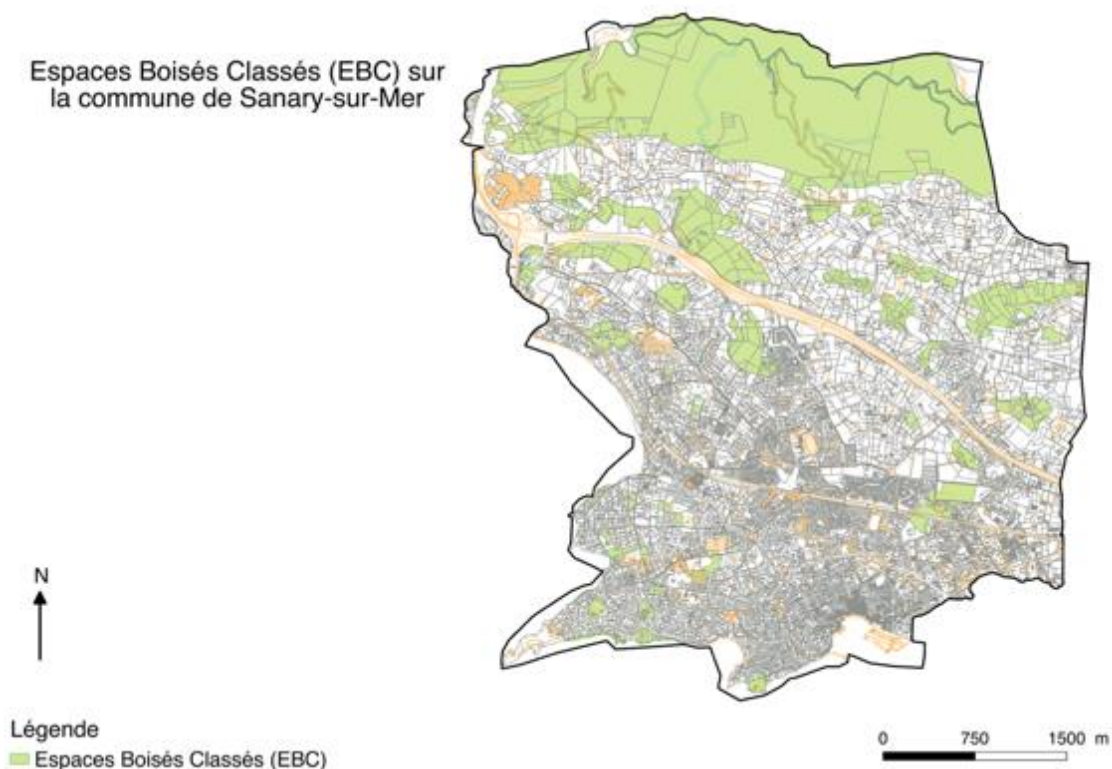 Espaces Boisés Classés (EBC) sur
la commune de Sanary-sur-Mer
N
Légende
Espaces Boisés Classés (EBC)
0 750 1500 m